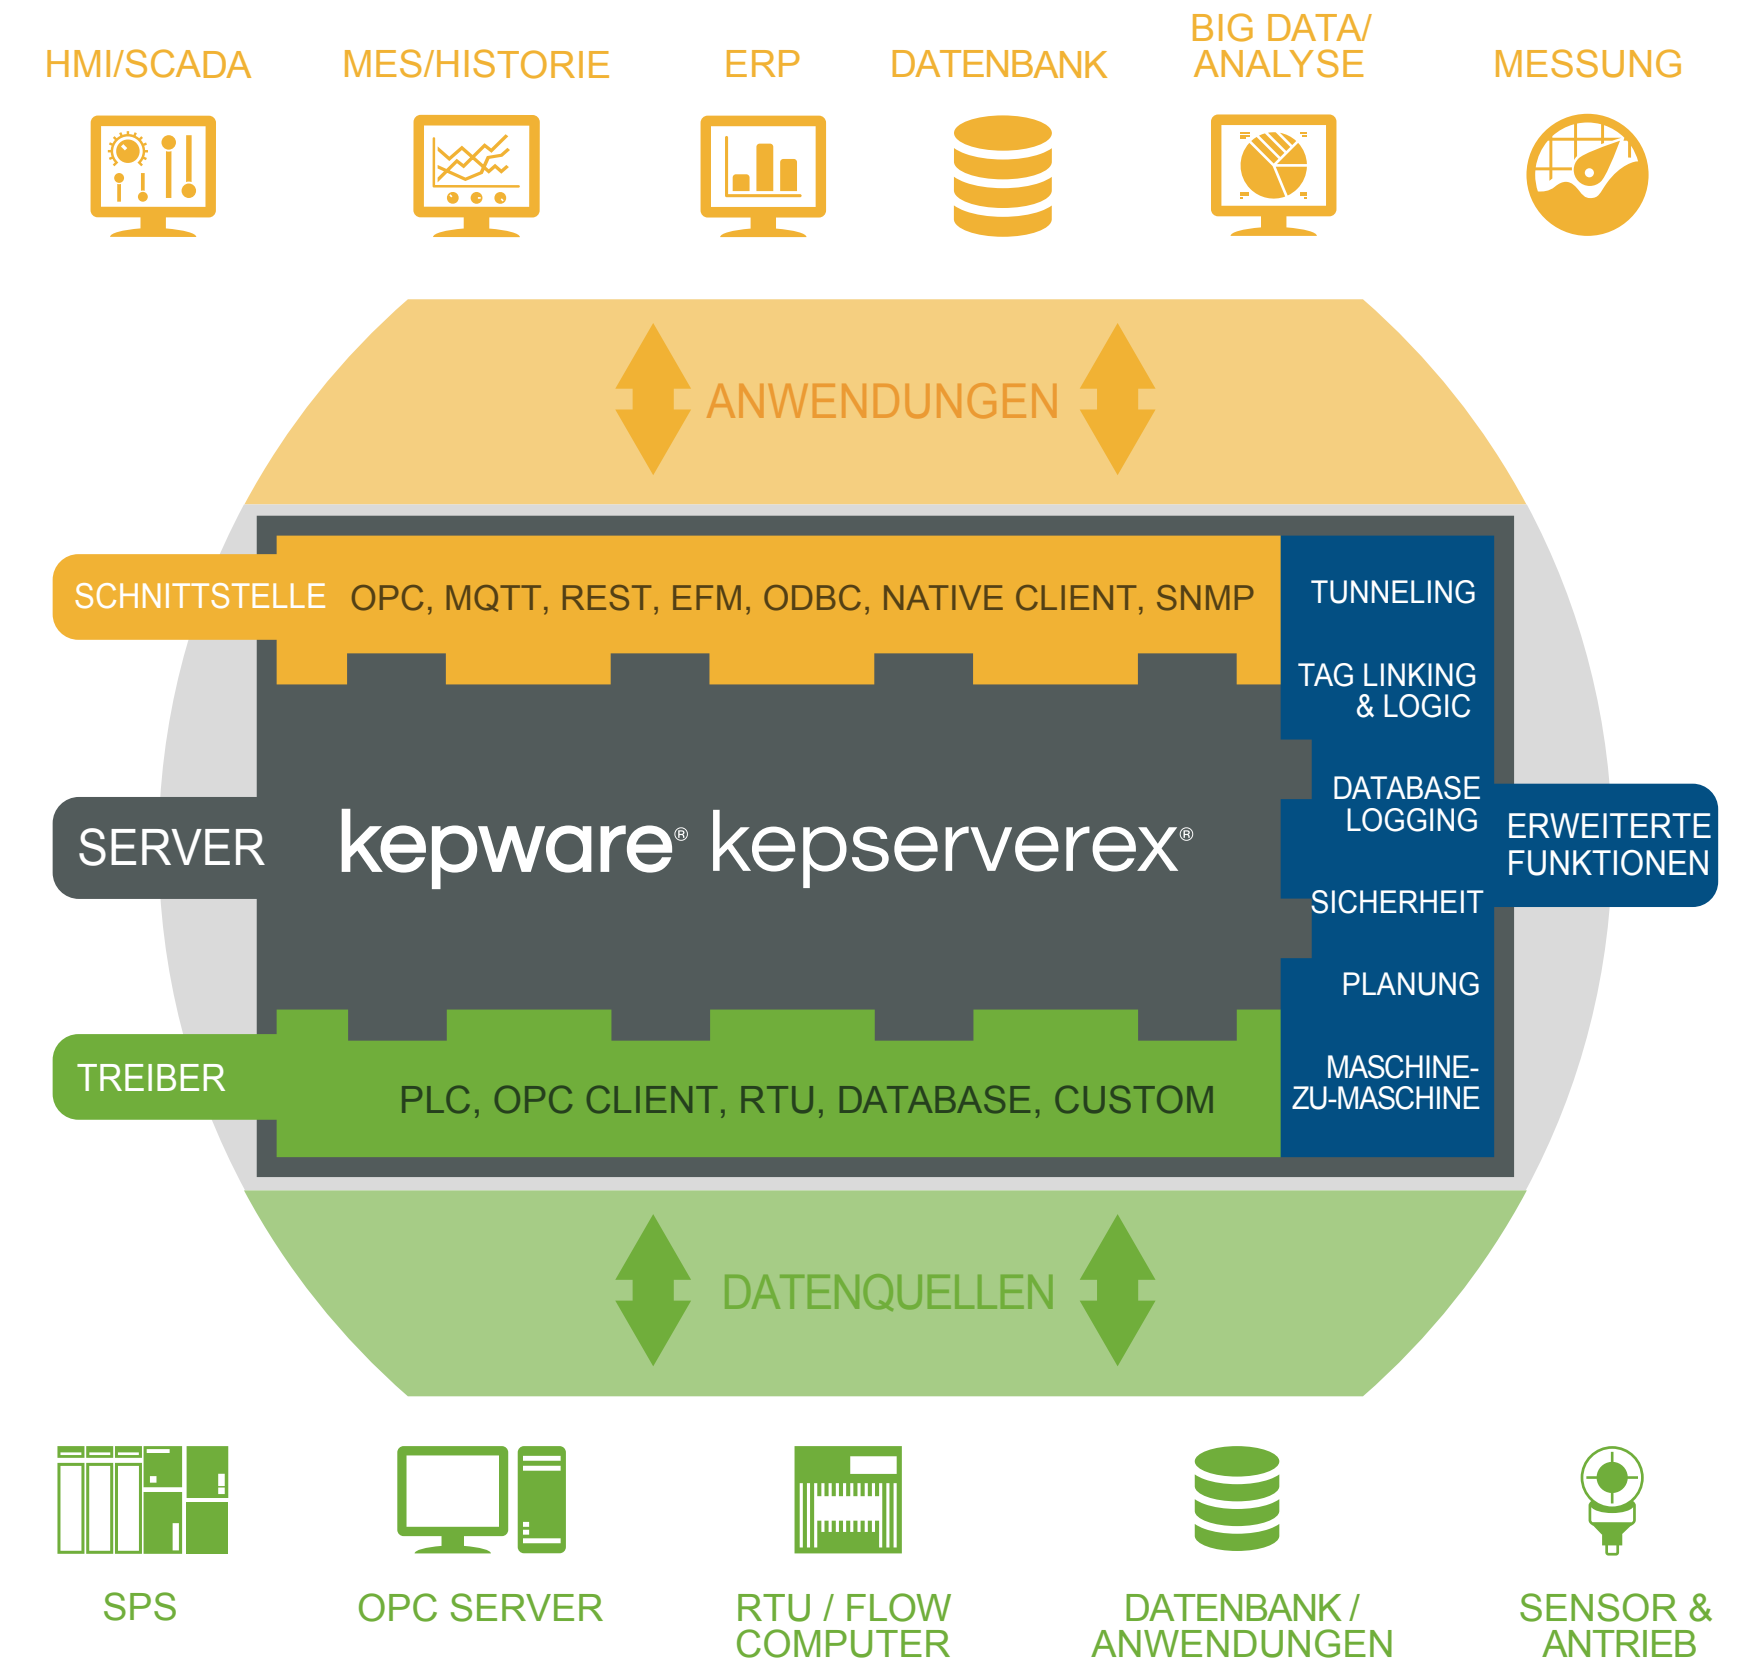 HMI/SCADA
MES/HISTORIE
ERP
DATENBANK
BIG DATA/
ANALYSE
MESSUNG
ANWENDUNGEN
SCHNITTSTELLE
OPC, MQTT, REST, EFM, ODBC, NATIVE CLIENT, SNMP
TUNNELING
TAG LINKING
& LOGIC
DATABASE
LOGGING
SICHERHEIT
PLANUNG
MASCHINE-
ZU-MASCHINE
ERWEITERTE
FUNKTIONEN
SERVER
kepware® kepserverex®
TREIBER
PLC, OPC CLIENT, RTU, DATABASE, CUSTOM
DATENQUELLEN
SPS
OPC SERVER
RTU / FLOW
COMPUTER
DATENBANK /
ANWENDUNGEN
SENSOR &
ANTRIEB